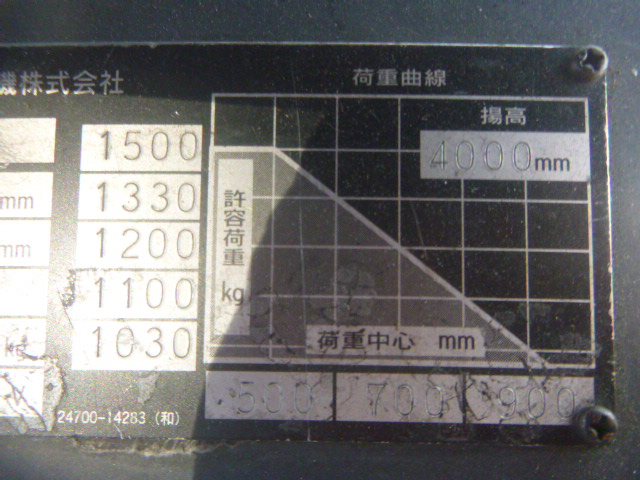 機株式会社
荷重曲線
揚高
4000mm
1500
1330
1200
1100
1030
mm
mm
kg
許容荷重
kg
荷重中心 mm
500 700 900
24700-14283 (和)